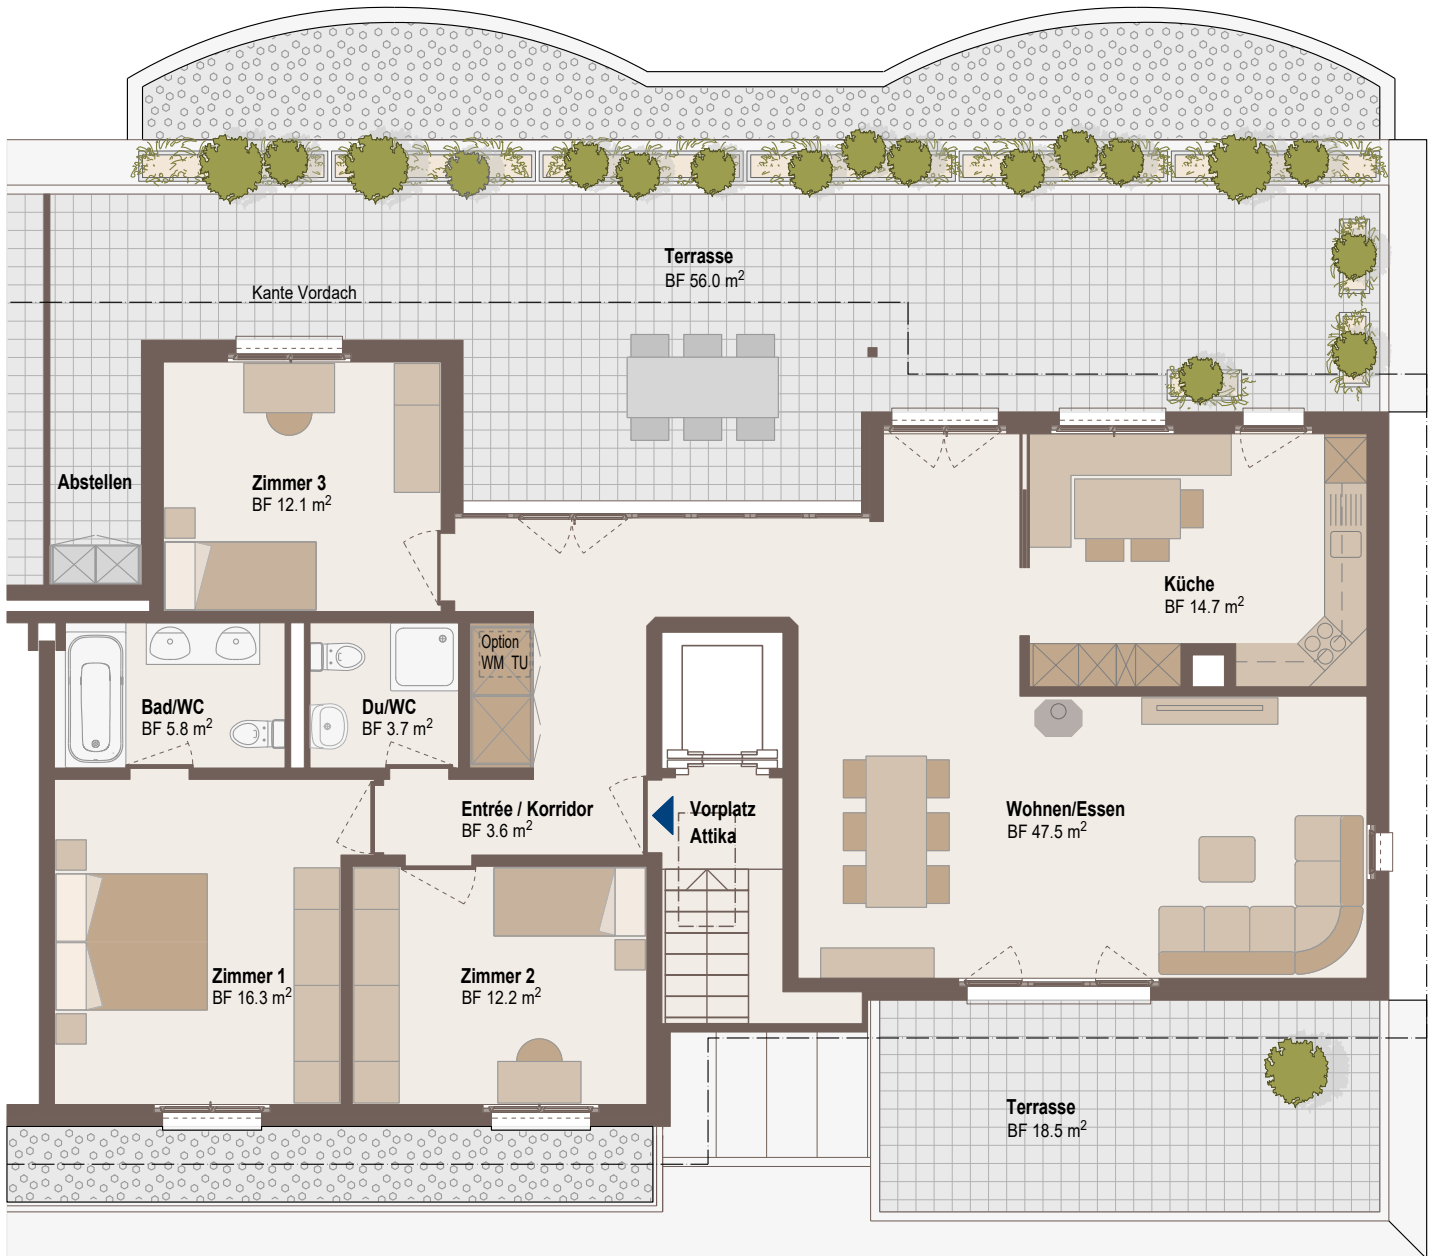 Terrasse
BF 56.0 m²
Kante Vordach
Abstellen
Zimmer 3
BF 12.1 m²
Küche
BF 14.7 m²
Option
WM TU
Bad/WC
BF 5.8 m²
Du/WC
BF 3.7 m²
Entrée / Korridor
BF 3.6 m²
Vorplatz
Attika
Wohnen/Essen
BF 47.5 m²
Zimmer 1
BF 16.3 m²
Zimmer 2
BF 12.2 m²
Terrasse
BF 18.5 m²